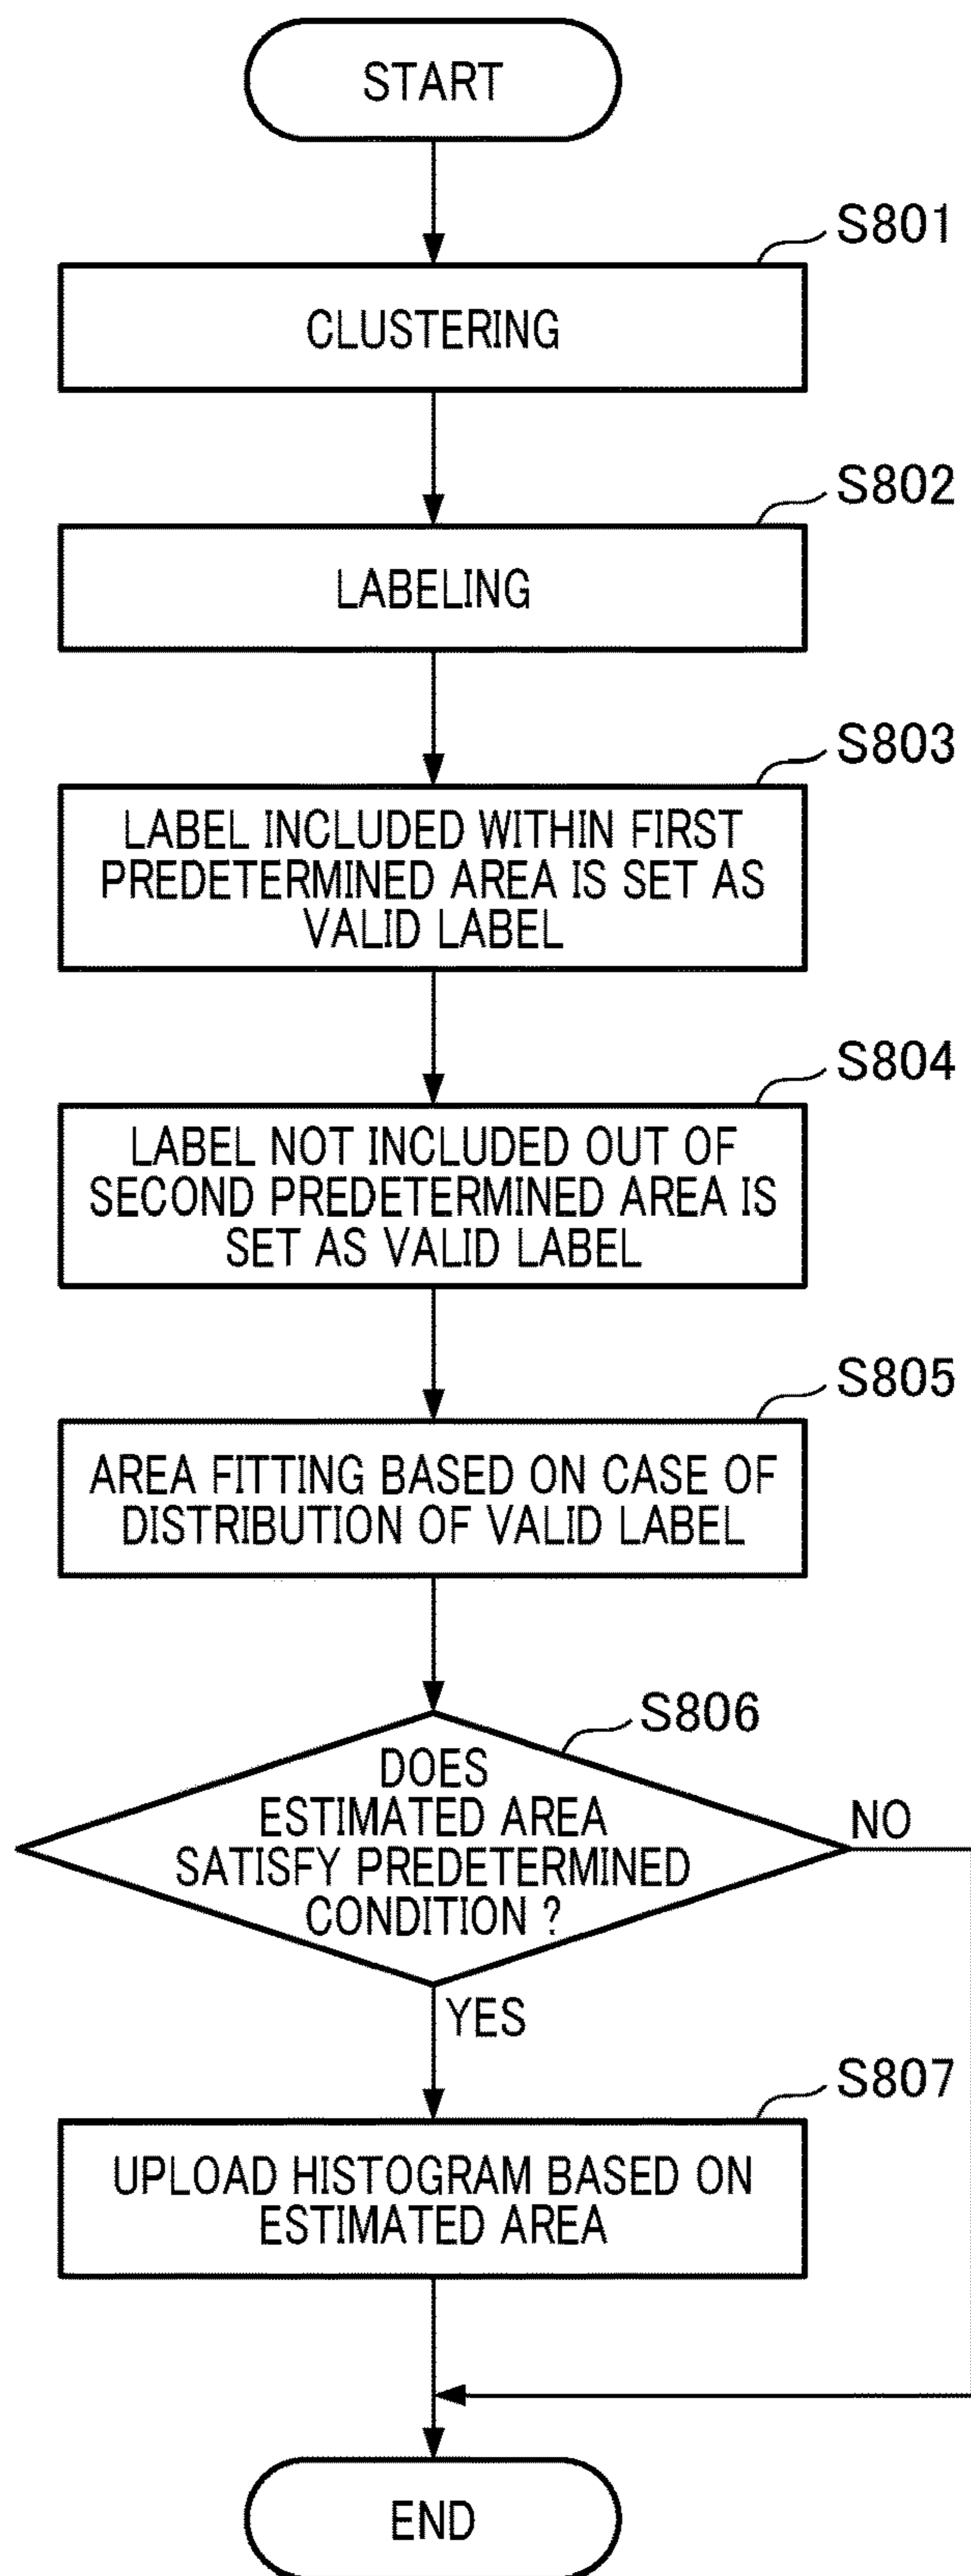 START
S801
CLUSTERING
S802
LABELING
S803
LABEL INCLUDED WITHIN FIRST
PREDETERMINED AREA IS SET AS
VALID LABEL
S804
LABEL NOT INCLUDED OUT OF
SECOND PREDETERMINED AREA IS
SET AS VALID LABEL
S805
AREA FITTING BASED ON CASE OF
DISTRIBUTION OF VALID LABEL
S806
DOES
ESTIMATED AREA
SATISFY PREDETERMINED
CONDITION ?
NO
YES
S807
UPLOAD HISTOGRAM BASED ON
ESTIMATED AREA
END